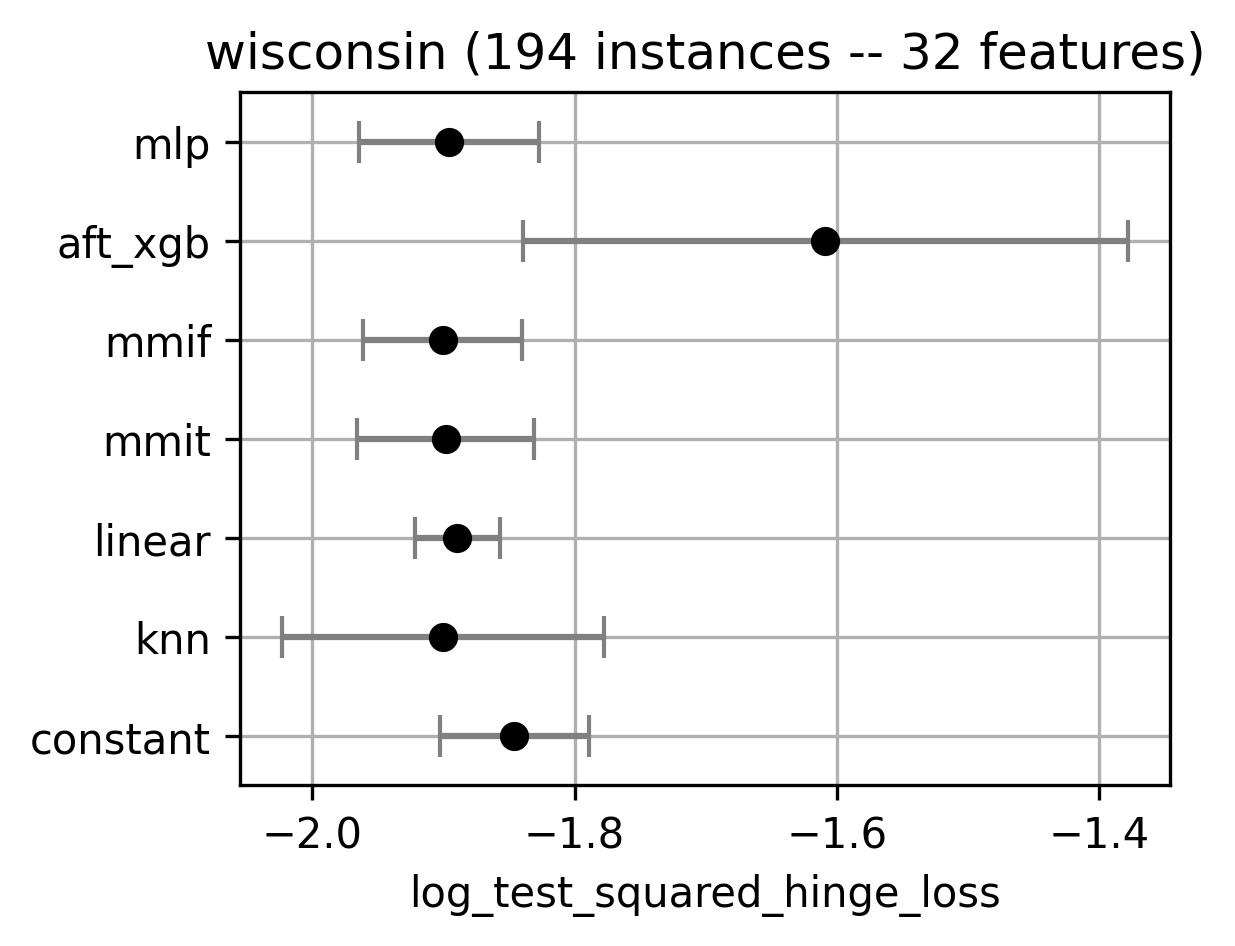 wisconsin (194 instances -- 32 features)
mlp
aft_xgb
mmif
mmit
linear
knn
constant
−2.0 −1.8 −1.6 −1.4
log_test_squared_hinge_loss